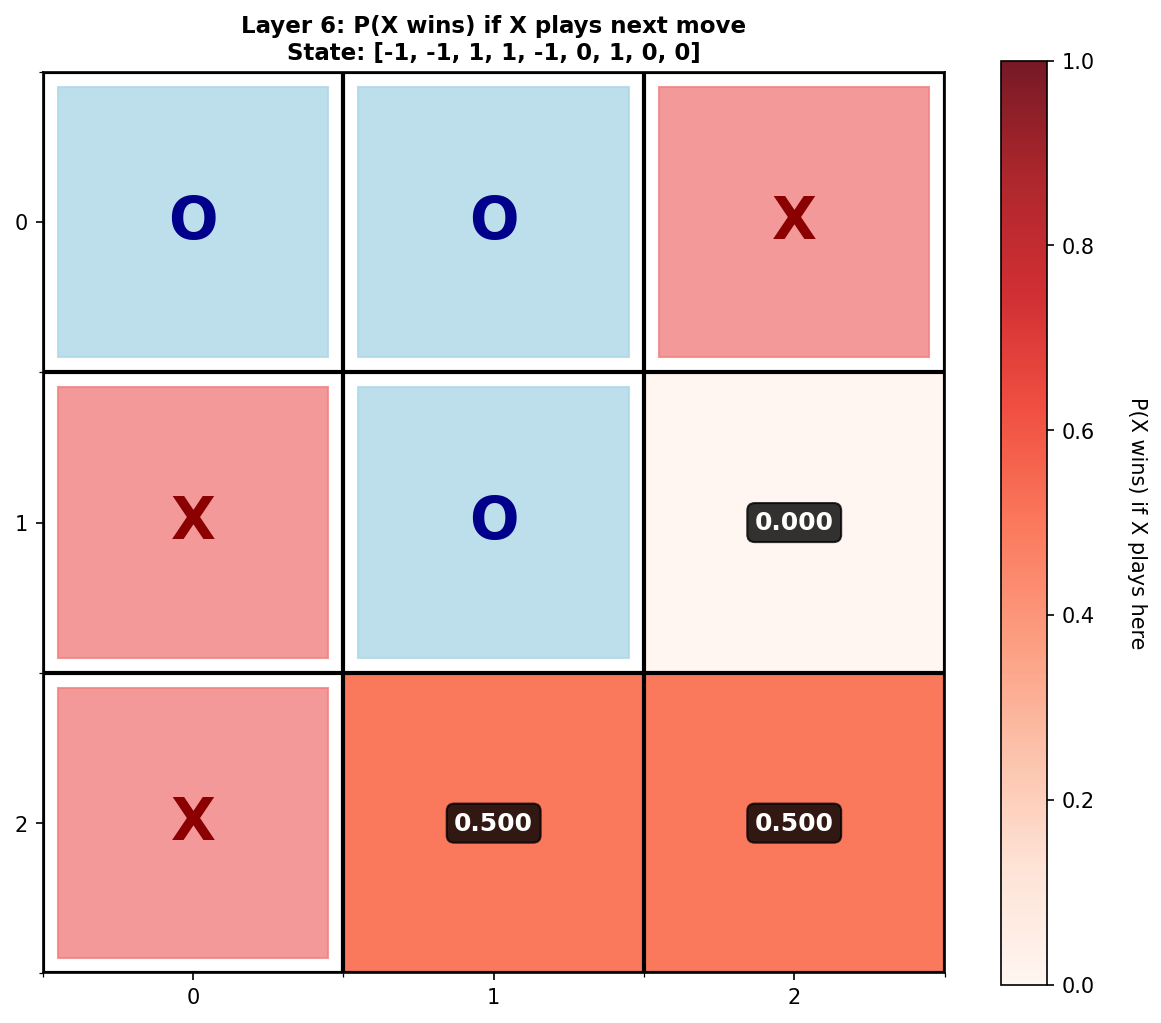 Layer 6: P(X wins) if X plays next move
State: [-1, -1, 1, 1, -1, 0, 1, 0, 0]
0
O
O
X
1
X
O
0.000
2
X
0.500
0.500
0
1
2
1.0
0.8
0.6
0.4
0.2
0.0
P(X wins) if X plays here